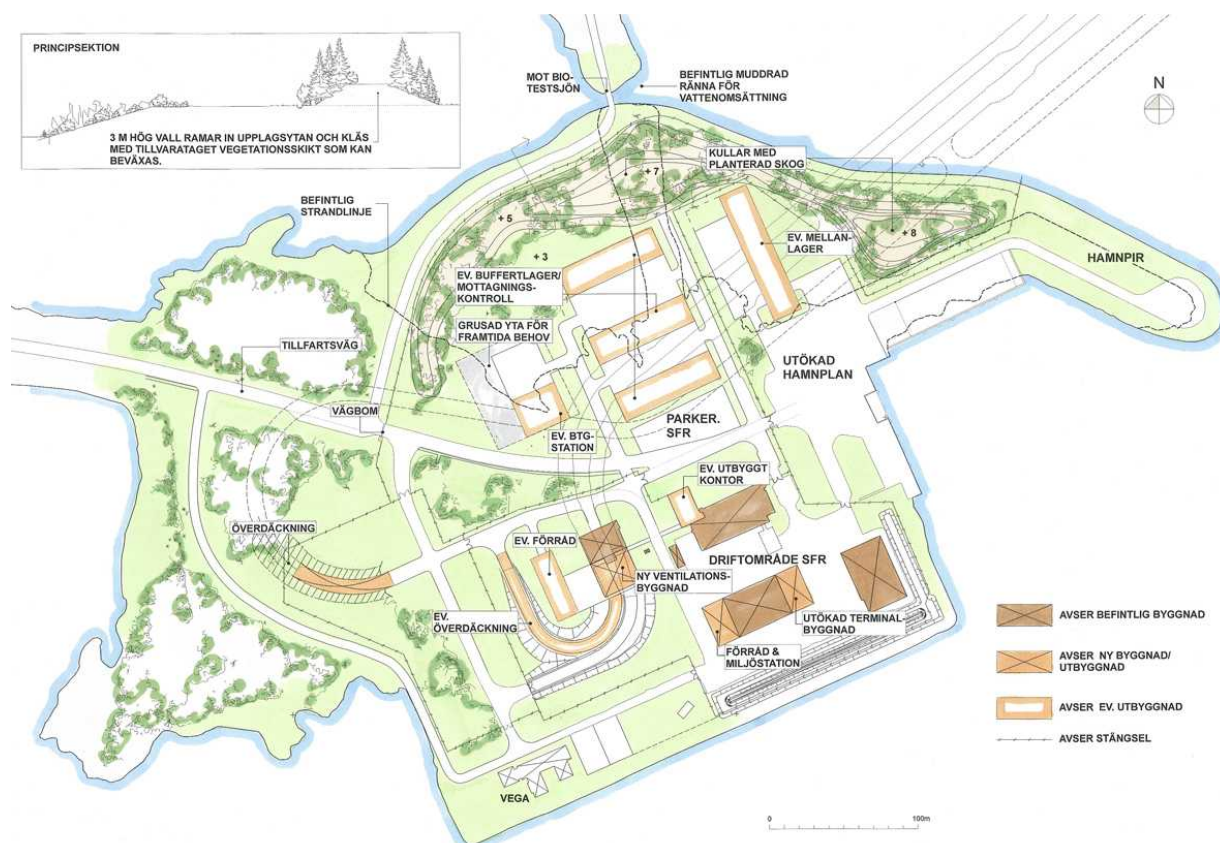 PRINCIPSEKTION
3 M HÖG VALL RAMAR IN UPPLAGSYTAN OCH KLÄS
MED TILLVARATAGET VEGETATIONSSKIKT SOM KAN
BEVÄXAS.
MOT BIO-
TESTSJÖN
BEFINTLIG MUDDRAD
RÄNNA FÖR
VATTENOMSÄTTNING
N
KULLAR MED
PLANTERAD SKOG
+ 7
BEFINTLIG
STRANDLINJE
+ 5
+ 8
+ 3
EV. MELLAN-
LAGER
HAMNPIR
EV. BUFFERTLAGER/
MOTTAGNINGS-
KONTROLL
GRUSAD YTA FÖR
FRAMTIDA BEHOV
TILLFARTSVÄG
UTÖKAD
HAMNPLAN
VÄGBOM
PARKER.
SFR
EV. BTG-
STATION
EV. UTBYGGT
KONTOR
ÖVERDÄCKNING
EV. FÖRRÅD
DRIFTOMRÅDE SFR
NY VENTILATIONS-
BYGGNAD
EV.
ÖVERDÄCKNING
UTÖKAD TERMINAL-
BYGGNAD
FÖRRÅD &
MILJÖSTATION
VEGA
AVSER BEFINTLIG BYGGNAD
AVSER NY BYGGNAD/
UTBYGGNAD
AVSER EV. UTBYGGNAD
AVSER STÄNGSEL
0 100m